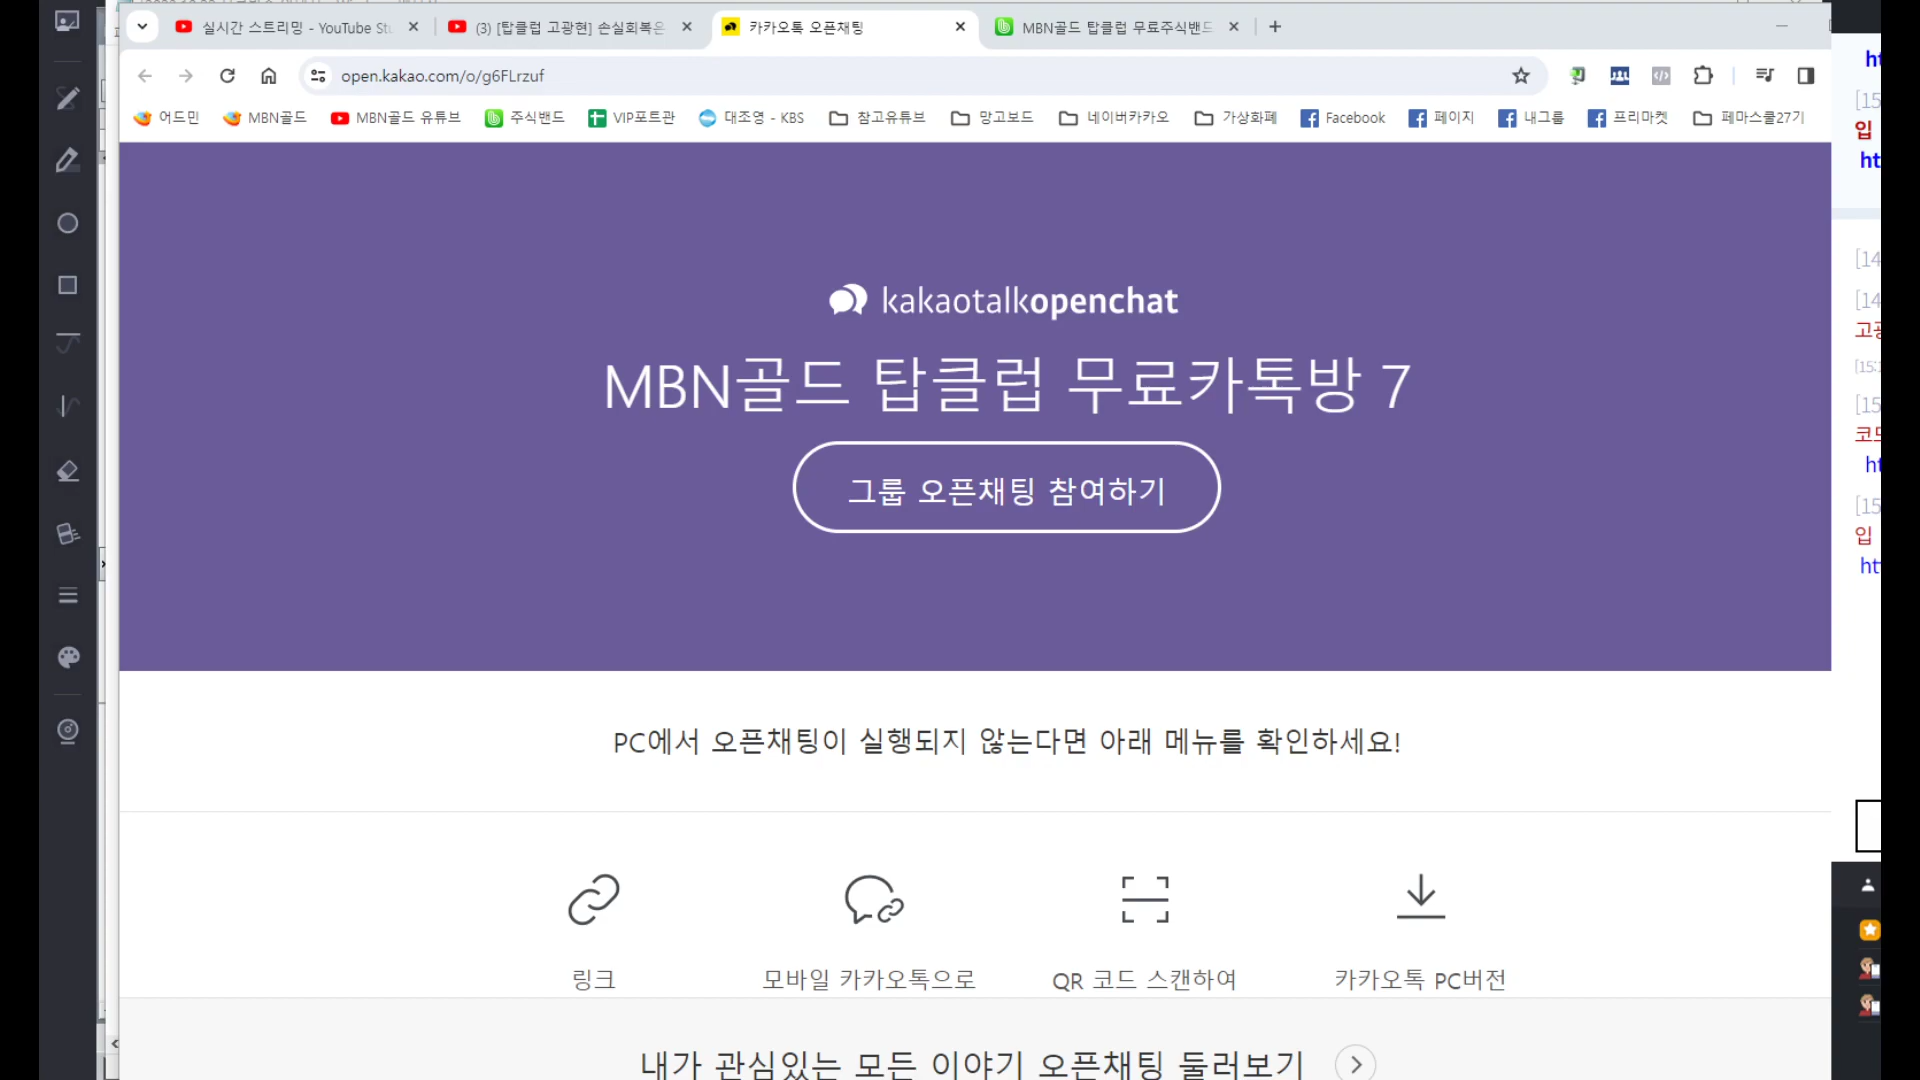 실시간 스트리밍 - YouTube Stu
(3) [탑클럽 고광현] 손실회복은
카카오톡 오픈채팅
MBN골드 탑클럽 무료주식밴드
open.kakao.com/o/g6FLrzuf
어드민
MBN골드
MBN골드 유튜브
주식밴드
VIP포트관
대조영 - KBS
참고유튜브
망고보드
네이버카카오
가상화폐
Facebook
페이지
내그룹
프리마켓
페마스쿨27기
kakaotalkopenchat
MBN골드 탑클럽 무료카톡방 7
그룹 오픈채팅 참여하기
PC에서 오픈채팅이 실행되지 않는다면 아래 메뉴를 확인하세요!
링크
모바일 카카오톡으로
QR 코드 스캔하여
카카오톡 PC버전
내가 관심있는 모든 이야기 오픈채팅 둘러보기
[15
입
[14
[14
[15
[15
입